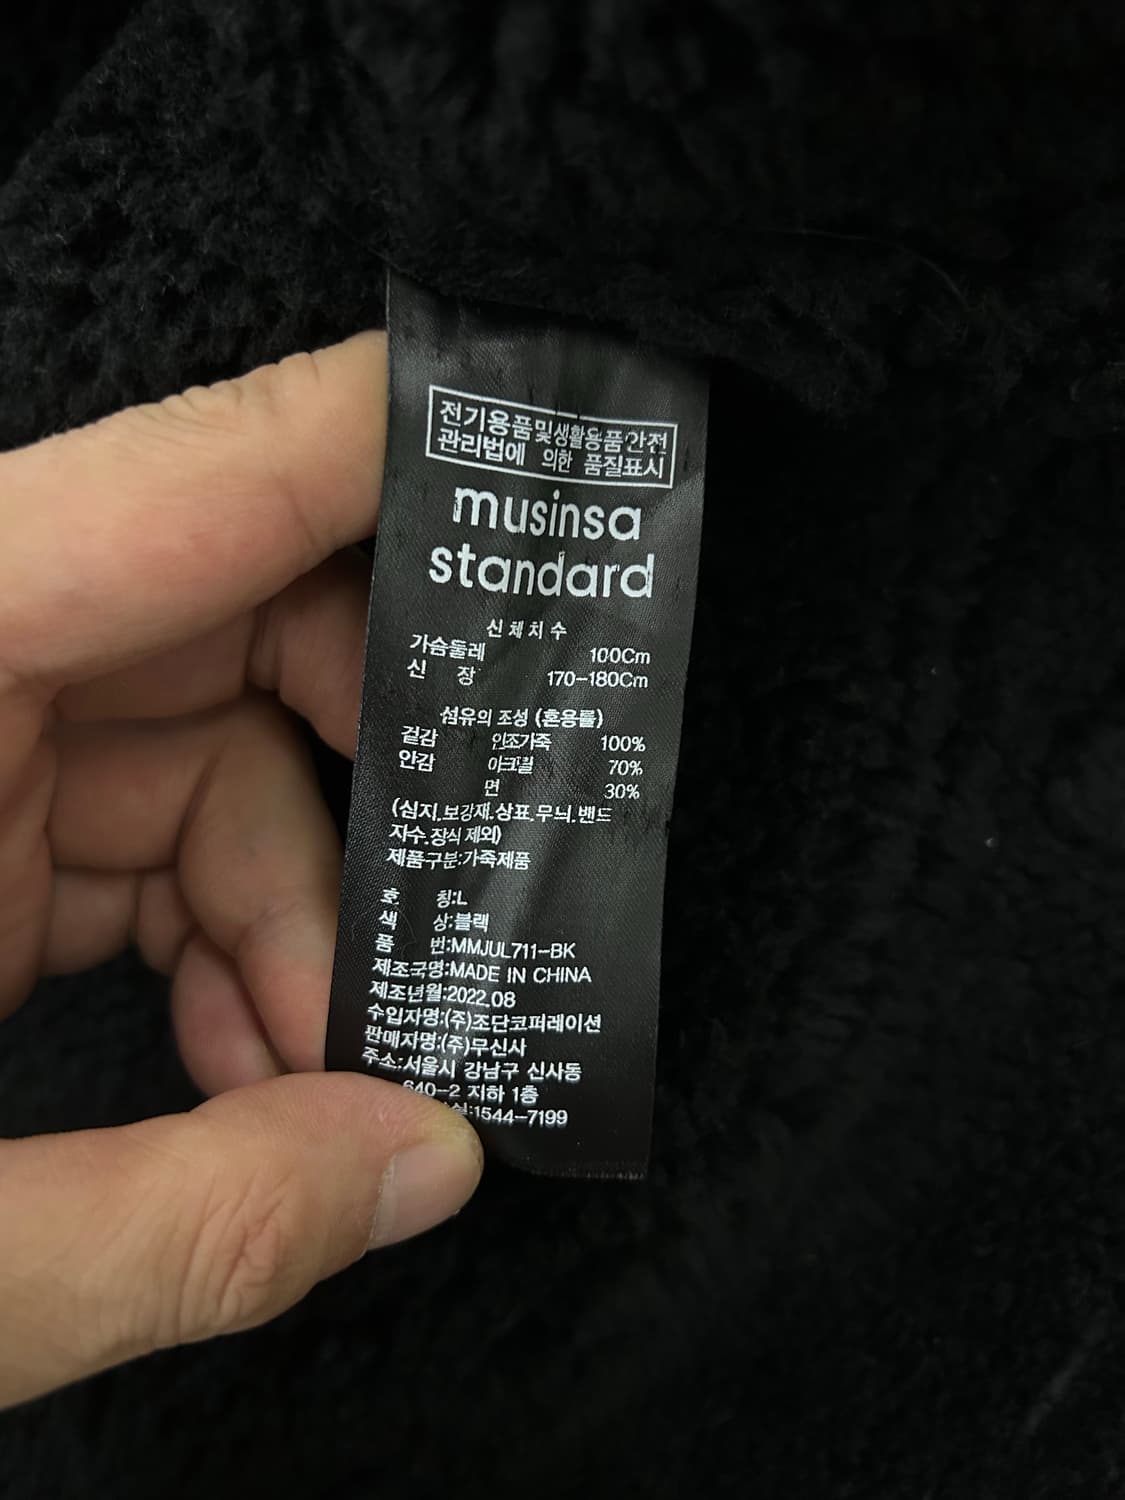 전기용품및생활용품안전
관리법에 의한 품질표시
musinsa
standard
신체치수
가슴둘레 100Cm
신 장 170-180Cm
섬유의 조성 (혼용률)
겉감 인조가죽 100%
안감 아크릴 70%
면 30%
(심지.보강재.상표.무늬.밴드
자수.장식 제외)
제품구분:가죽제품
호 칭:L
색 상:블랙
품 번:MMJUL711-BK
제조국명:MADE IN CHINA
제조년월:2022.08
수입자명:(주)조단코퍼레이션
판매자명:(주)무신사
주소:서울시 강남구 신사동
640-2 지하 1층
:1544-7199